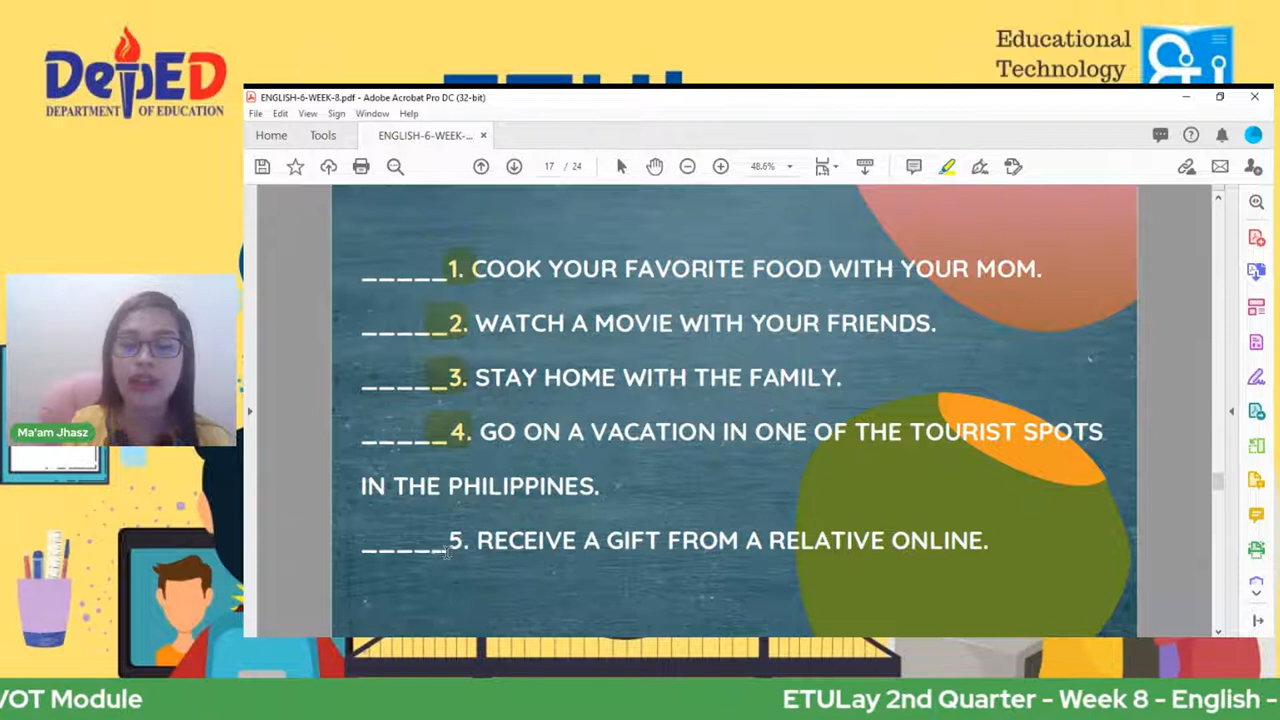 DepED
DEPARTMENT OF EDUCATION
Educational
Technology
ENGLISH-6-WEEK-8.pdf - Adobe Acrobat Pro DC (32-bit)
File Edit View Sign Window Help
Home Tools ENGLISH-6-WEEK-... ×
17 / 24 48.6%
_____1. COOK YOUR FAVORITE FOOD WITH YOUR MOM.
_____2. WATCH A MOVIE WITH YOUR FRIENDS.
_____3. STAY HOME WITH THE FAMILY.
_____4. GO ON A VACATION IN ONE OF THE TOURIST SPOTS
IN THE PHILIPPINES.
_____5. RECEIVE A GIFT FROM A RELATIVE ONLINE.
Ma'am Jhasz
VOT Module ETULay 2nd Quarter - Week 8 - English -